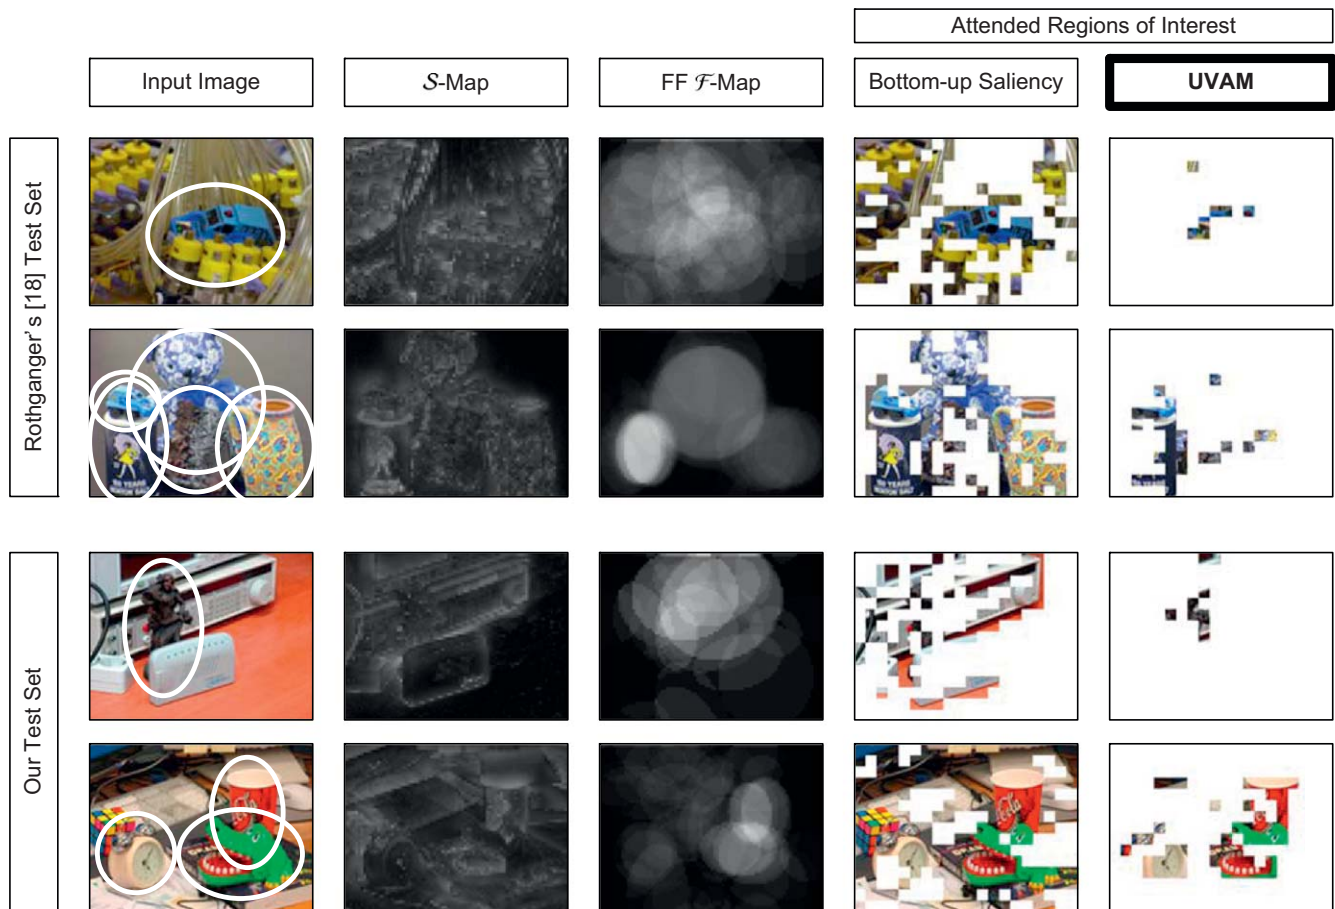 Attended Regions of Interest
Input Image
S-Map
FF F-Map
Bottom-up Saliency
UVAM
Rothganger's [18] Test Set
Our Test Set